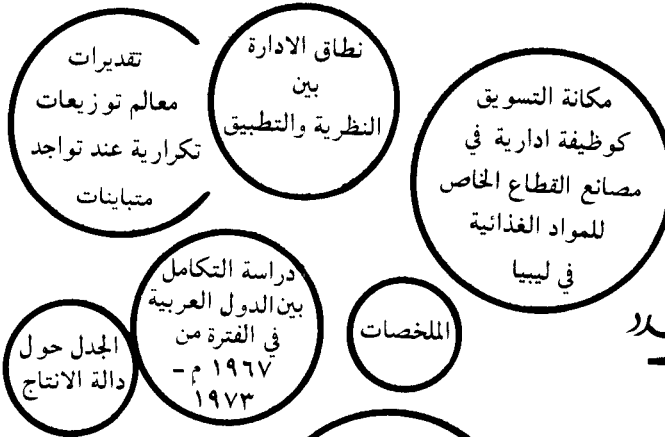 مكانة التسويق
كوظيفة ادارية في
مصانع القطاع الخاص
للمواد الغذائية
في ليبيا
نطاق الادارة
بين
النظرية والتطبيق
تقديرات
معالم توزيعات
تكرارية عند تواجد
متباينات
الملخصات
دراسة التكامل
بين الدول العربية
في الفترة من
١٩٦٧ م -
١٩٧٣
الجدل حول
دالة الانتاج